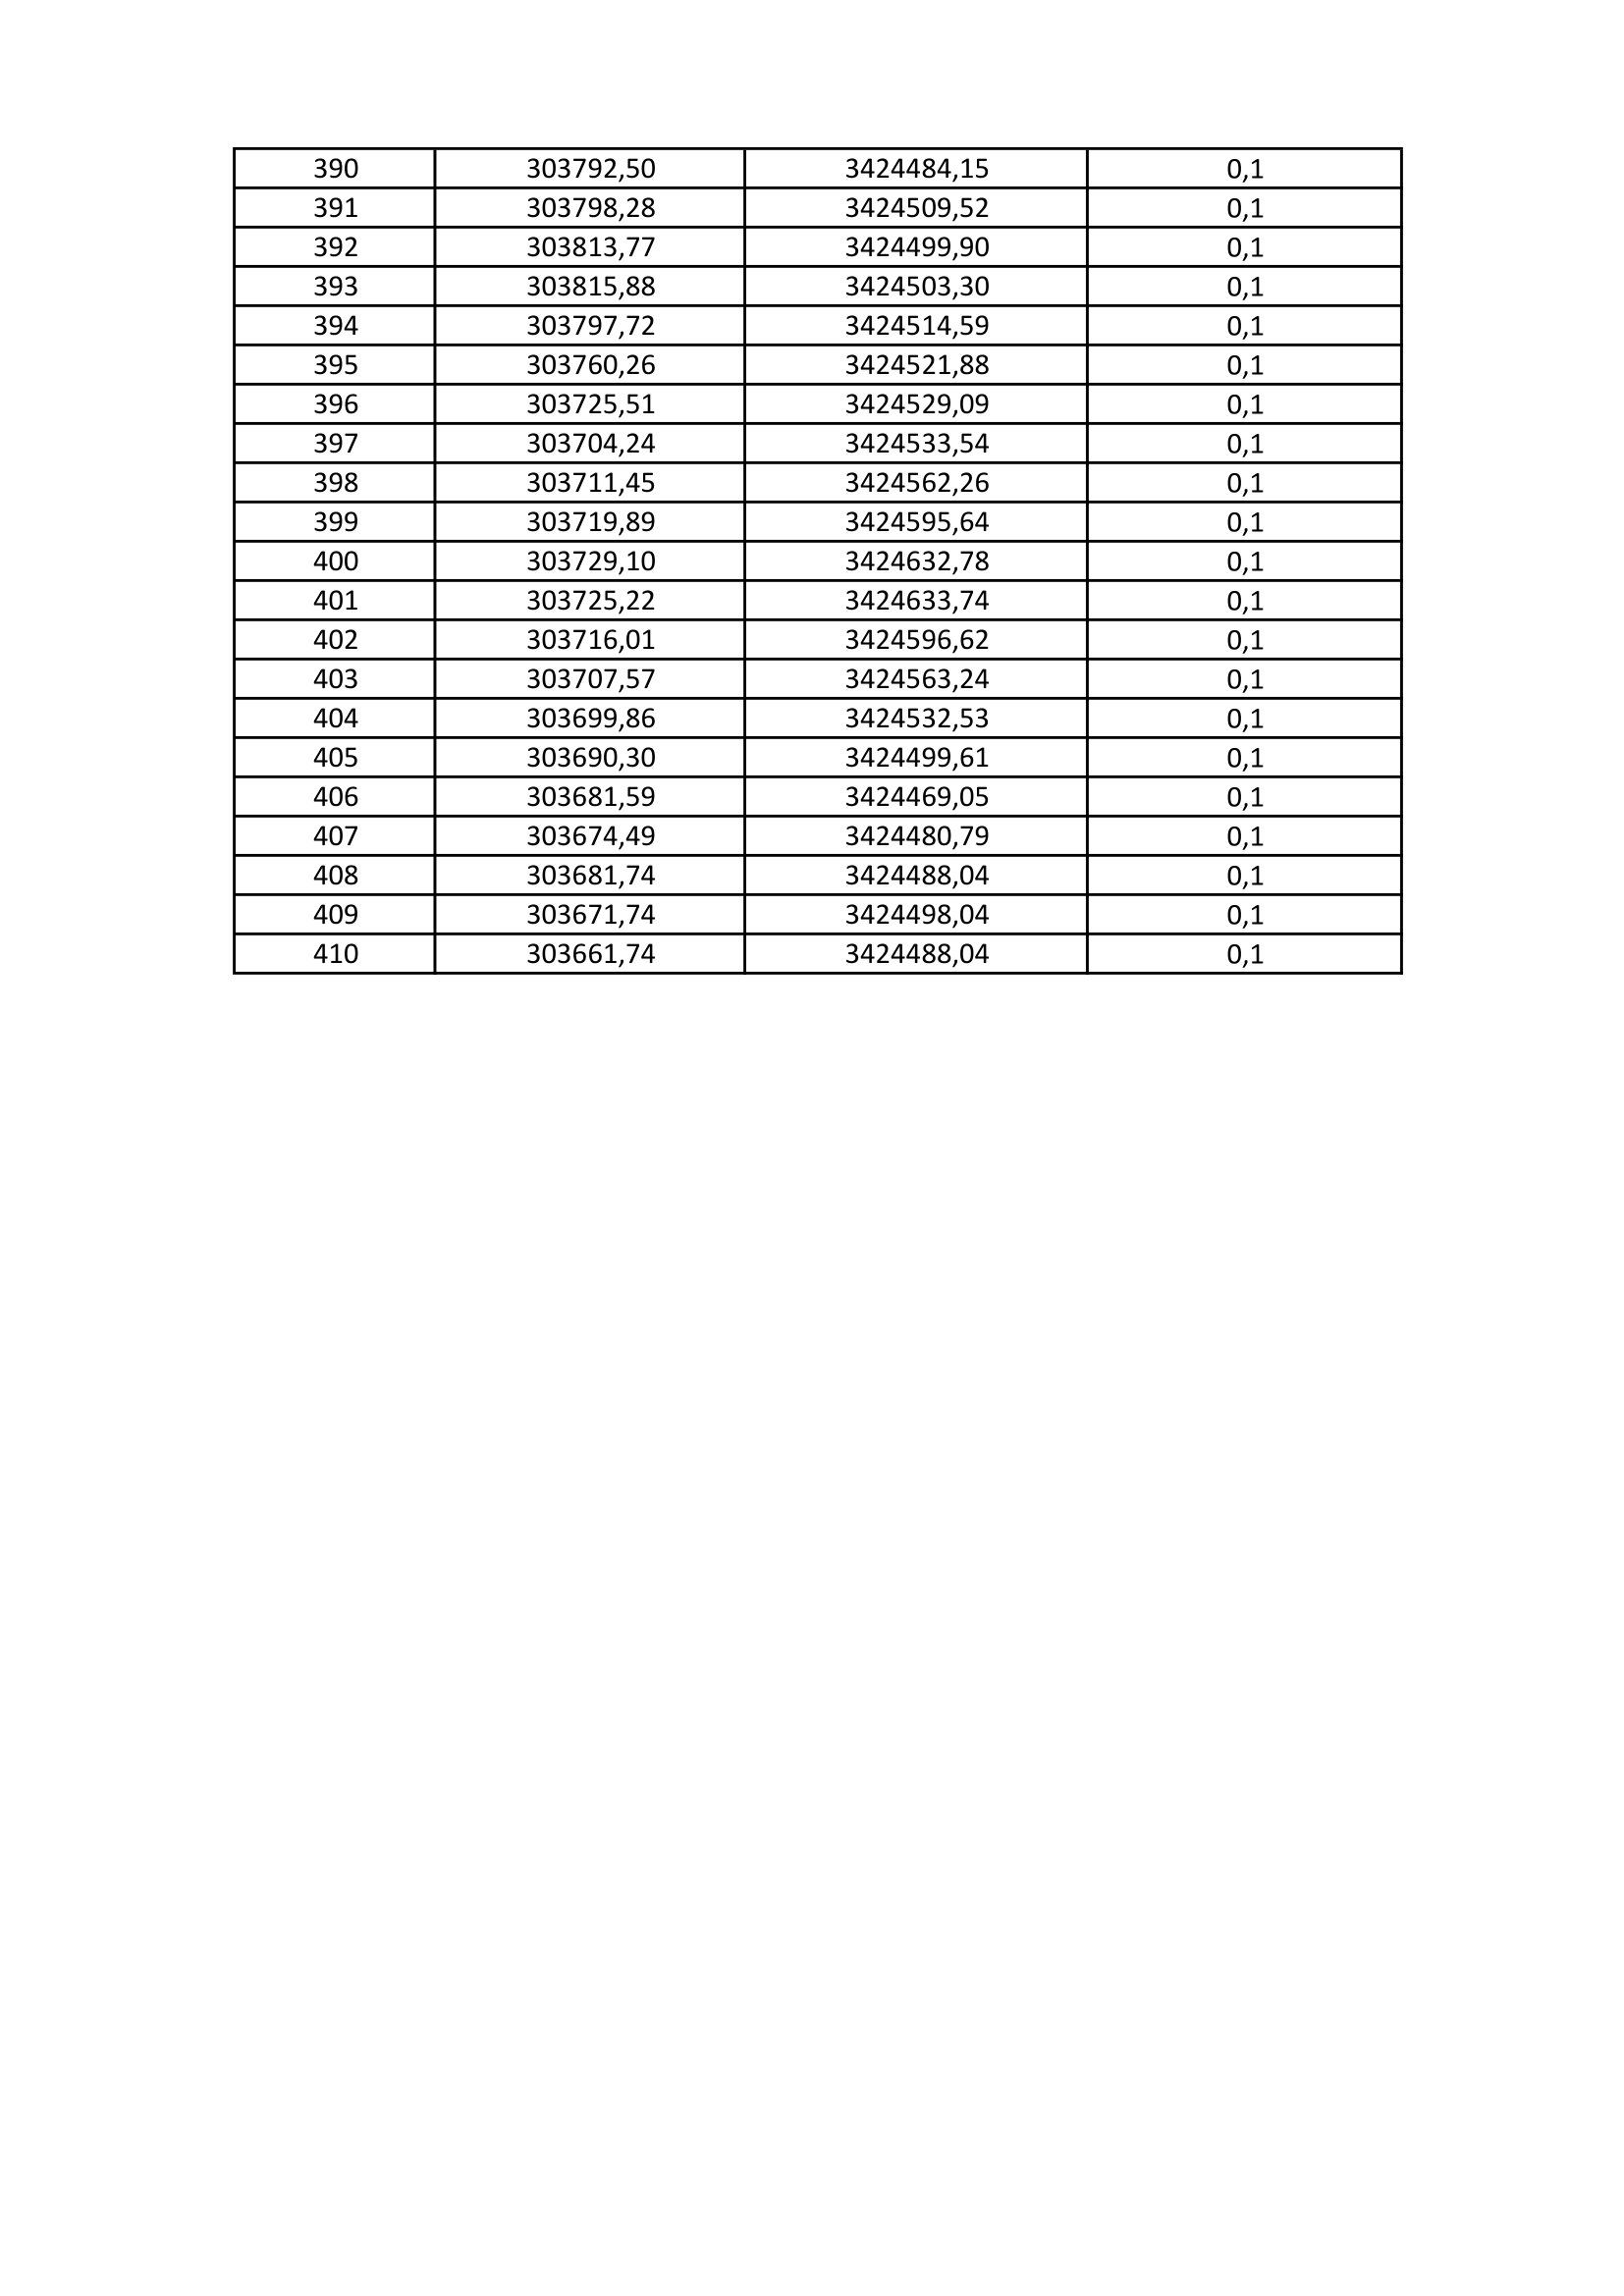 390 303792,50 3424484,15 0,1
391 303798,28 3424509,52 0,1
392 303813,77 3424499,90 0,1
393 303815,88 3424503,30 0,1
394 303797,72 3424514,59 0,1
395 303760,26 3424521,88 0,1
396 303725,51 3424529,09 0,1
397 303704,24 3424533,54 0,1
398 303711,45 3424562,26 0,1
399 303719,89 3424595,64 0,1
400 303729,10 3424632,78 0,1
401 303725,22 3424633,74 0,1
402 303716,01 3424596,62 0,1
403 303707,57 3424563,24 0,1
404 303699,86 3424532,53 0,1
405 303690,30 3424499,61 0,1
406 303681,59 3424469,05 0,1
407 303674,49 3424480,79 0,1
408 303681,74 3424488,04 0,1
409 303671,74 3424498,04 0,1
410 303661,74 3424488,04 0,1